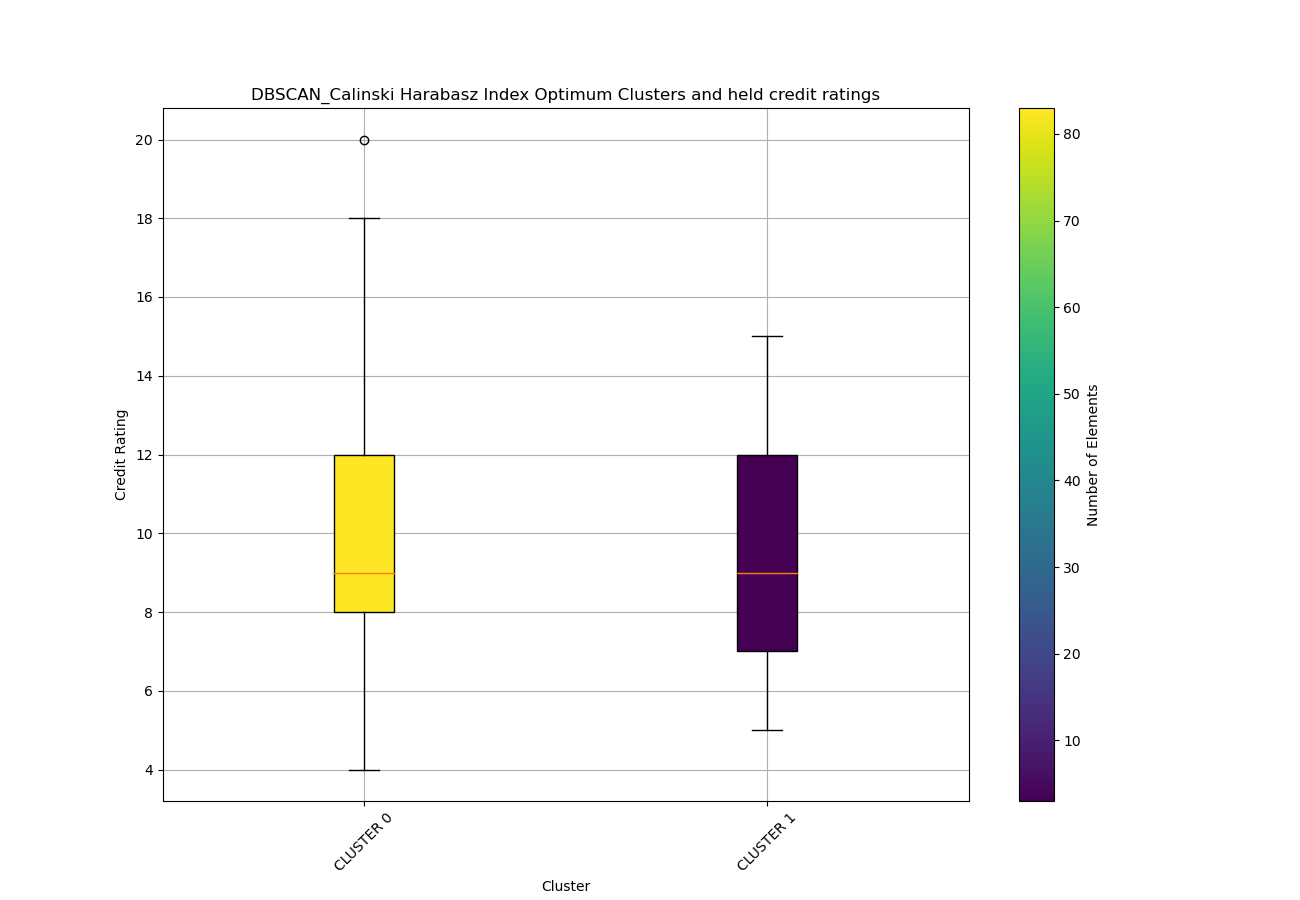 DBSCAN_Calinski Harabasz Index Optimum Clusters and held credit ratings
20
18
16
14
12
10
8
6
4
Credit Rating
CLUSTER 0
CLUSTER 1
Cluster
80
70
60
50
40
30
20
10
Number of Elements